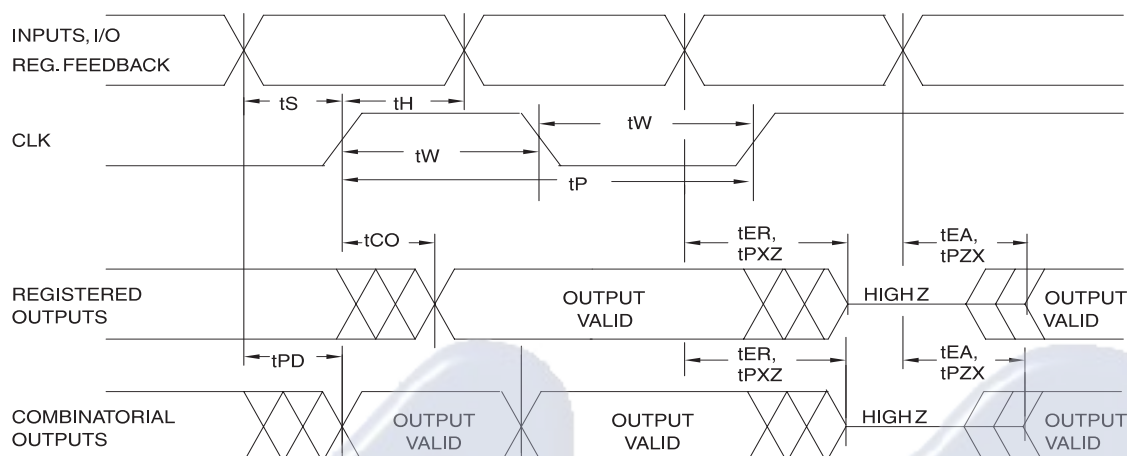 INPUTS, I/O
REG. FEEDBACK
tS
tH
CLK
tW
tW
tP
tCO
tER,
tPXZ
tEA,
tPZX
REGISTERED
OUTPUTS
OUTPUT
VALID
HIGH Z
OUTPUT
VALID
tPD
tER,
tPXZ
tEA,
tPZX
COMBINATORIAL
OUTPUTS
OUTPUT
VALID
OUTPUT
VALID
HIGH Z
OUTPUT
VALID